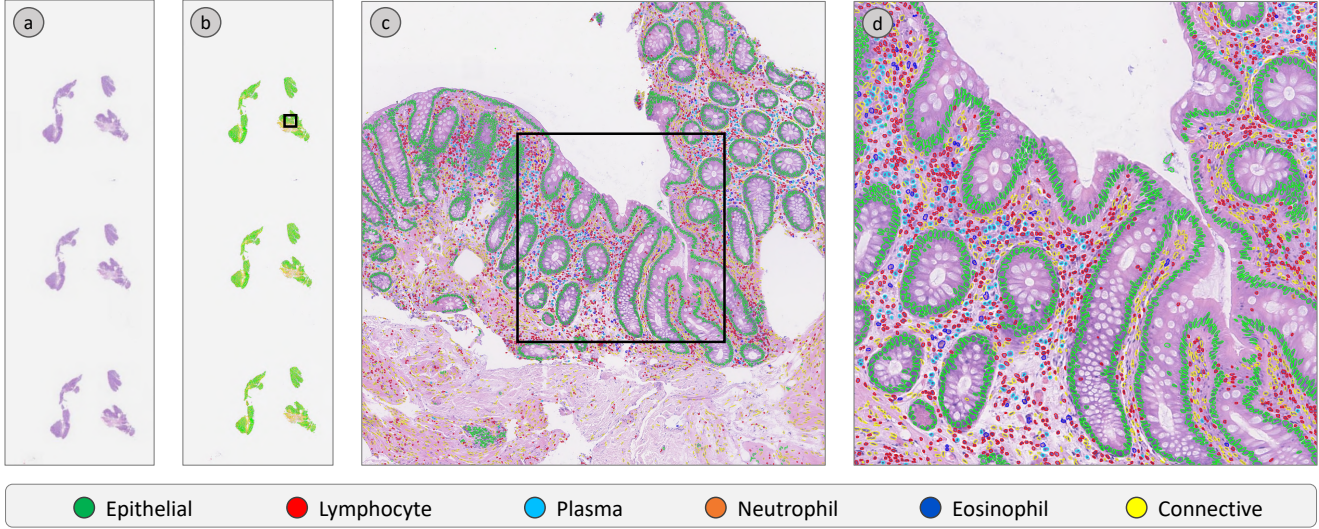 a
b
c
d
Epithelial
Lymphocyte
Plasma
Neutrophil
Eosinophil
Connective